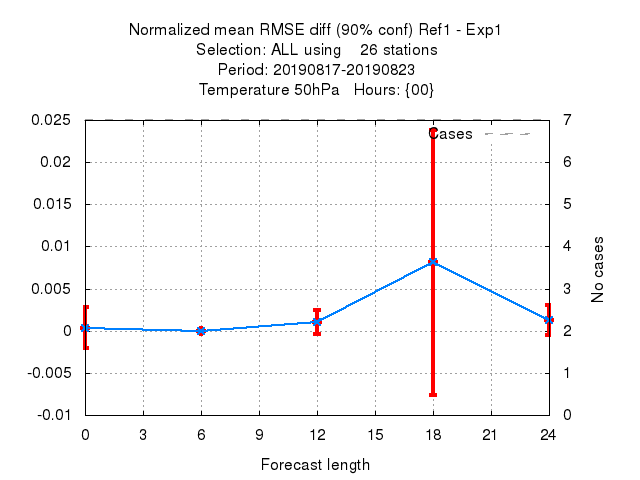 Normalized mean RMSE diff (90% conf) Ref1 - Exp1
Selection: ALL using    26 stations
Period: 20190817-20190823
Temperature 50hPa   Hours: {00}
0.025
0.02
0.015
0.01
0.005
0
-0.005
-0.01
Cases
7
6
5
4
3
2
1
0
No cases
0 3 6 9 12 15 18 21 24
Forecast length